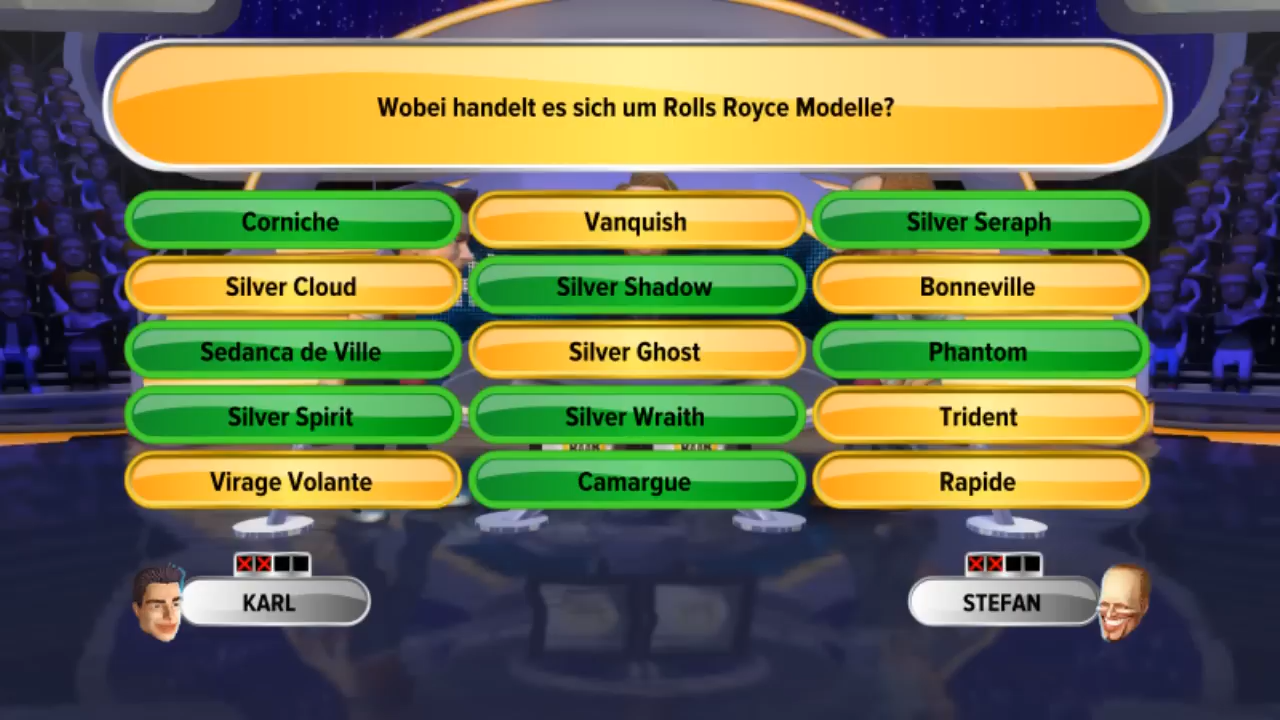 Wobei handelt es sich um Rolls Royce Modelle?
Corniche
Vanquish
Silver Seraph
Silver Cloud
Silver Shadow
Bonneville
Sedanca de Ville
Silver Ghost
Phantom
Silver Spirit
Silver Wraith
Trident
Virage Volante
Camargue
Rapide
KARL
STEFAN